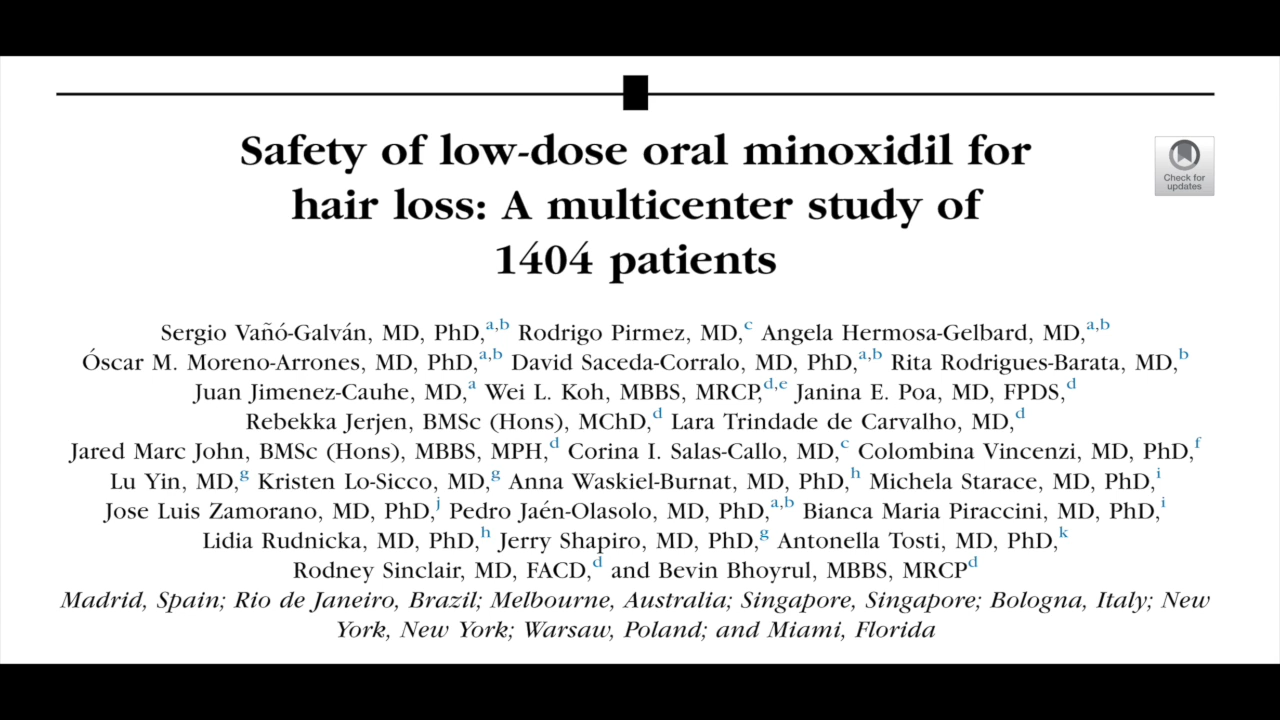 Safety of low-dose oral minoxidil for
hair loss: A multicenter study of
1404 patients
Check for
updates
Sergio Vañó-Galván, MD, PhD,a,b Rodrigo Pirmez, MD,c Angela Hermosa-Gelbard, MD,a,b
Óscar M. Moreno-Arrones, MD, PhD,a,b David Saceda-Corralo, MD, PhD,a,b Rita Rodrigues-Barata, MD,b
Juan Jimenez-Cauhe, MD,a Wei L. Koh, MBBS, MRCP,d,e Janina E. Poa, MD, FPDS,d
Rebekka Jerjen, BMSc (Hons), MChD,d Lara Trindade de Carvalho, MD,d
Jared Marc John, BMSc (Hons), MBBS, MPH,d Corina I. Salas-Callo, MD,c Colombina Vincenzi, MD, PhD,f
Lu Yin, MD,g Kristen Lo-Sicco, MD,g Anna Waskiel-Burnat, MD, PhD,h Michela Starace, MD, PhD,i
Jose Luis Zamorano, MD, PhD,j Pedro Jaén-Olasolo, MD, PhD,a,b Bianca Maria Piraccini, MD, PhD,i
Lidia Rudnicka, MD, PhD,h Jerry Shapiro, MD, PhD,g Antonella Tosti, MD, PhD,k
Rodney Sinclair, MD, FACD,d and Bevin Bhoyrul, MBBS, MRCPd
Madrid, Spain; Rio de Janeiro, Brazil; Melbourne, Australia; Singapore, Singapore; Bologna, Italy; New
York, New York; Warsaw, Poland; and Miami, Florida